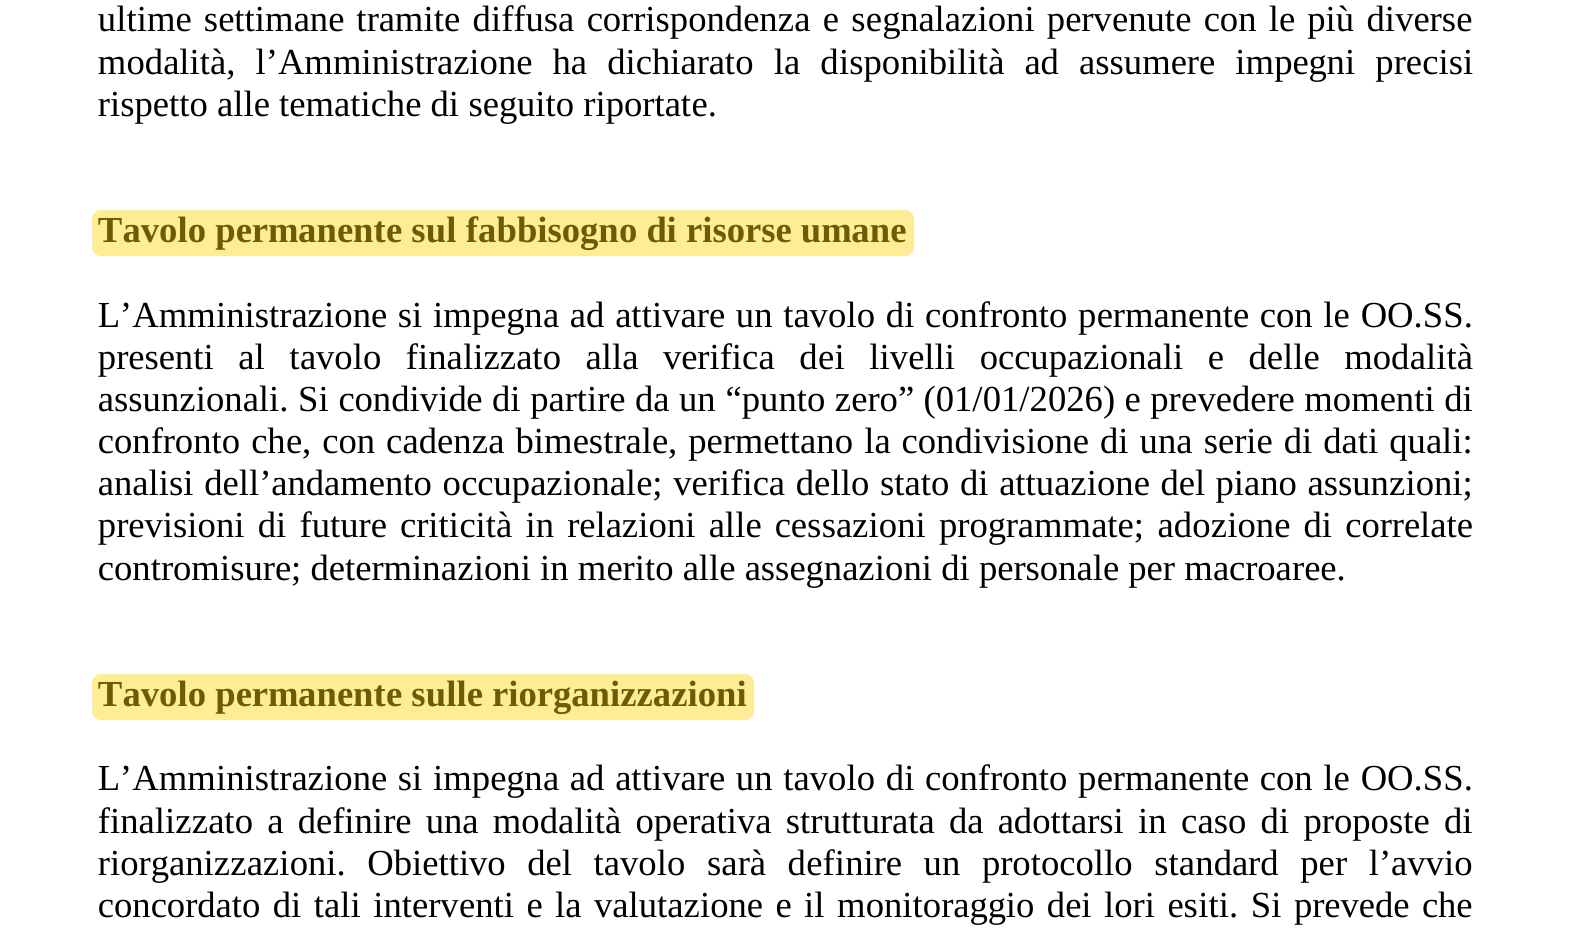 ultime settimane tramite diffusa corrispondenza e segnalazioni pervenute con le più diverse
modalità, l’Amministrazione ha dichiarato la disponibilità ad assumere impegni precisi
rispetto alle tematiche di seguito riportate.
Tavolo permanente sul fabbisogno di risorse umane
L’Amministrazione si impegna ad attivare un tavolo di confronto permanente con le OO.SS.
presenti al tavolo finalizzato alla verifica dei livelli occupazionali e delle modalità
assunzionali. Si condivide di partire da un “punto zero” (01/01/2026) e prevedere momenti di
confronto che, con cadenza bimestrale, permettano la condivisione di una serie di dati quali:
analisi dell’andamento occupazionale; verifica dello stato di attuazione del piano assunzioni;
previsioni di future criticità in relazioni alle cessazioni programmate; adozione di correlate
contromisure; determinazioni in merito alle assegnazioni di personale per macroaree.
Tavolo permanente sulle riorganizzazioni
L’Amministrazione si impegna ad attivare un tavolo di confronto permanente con le OO.SS.
finalizzato a definire una modalità operativa strutturata da adottarsi in caso di proposte di
riorganizzazioni. Obiettivo del tavolo sarà definire un protocollo standard per l’avvio
concordato di tali interventi e la valutazione e il monitoraggio dei lori esiti. Si prevede che